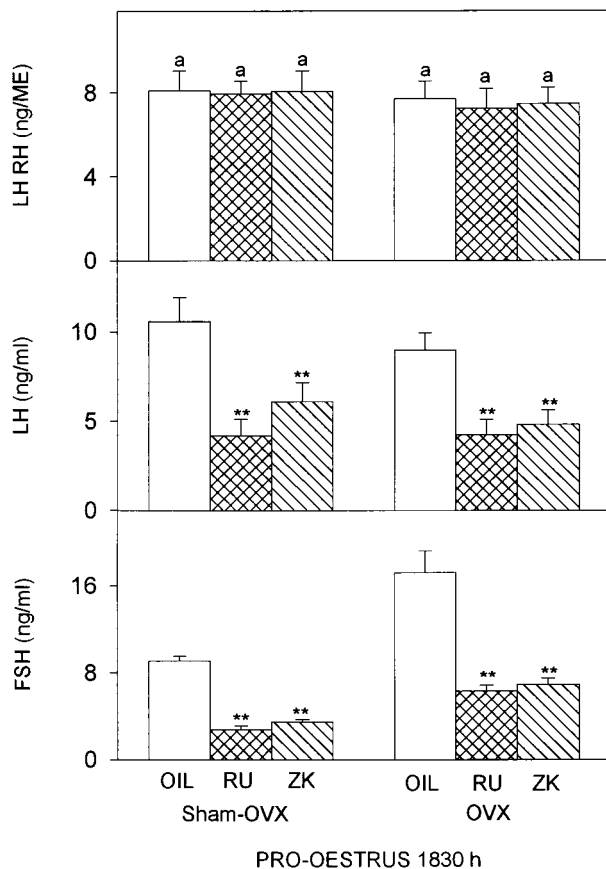 LH RH (ng/ME)
8
4
0
a a a a a a
LH (ng/ml)
10
5
0
** ** ** **
FSH (ng/ml)
16
8
0
** ** ** **
OIL RU ZK OIL RU ZK
Sham-OVX OVX
PRO-OESTRUS 1830 h